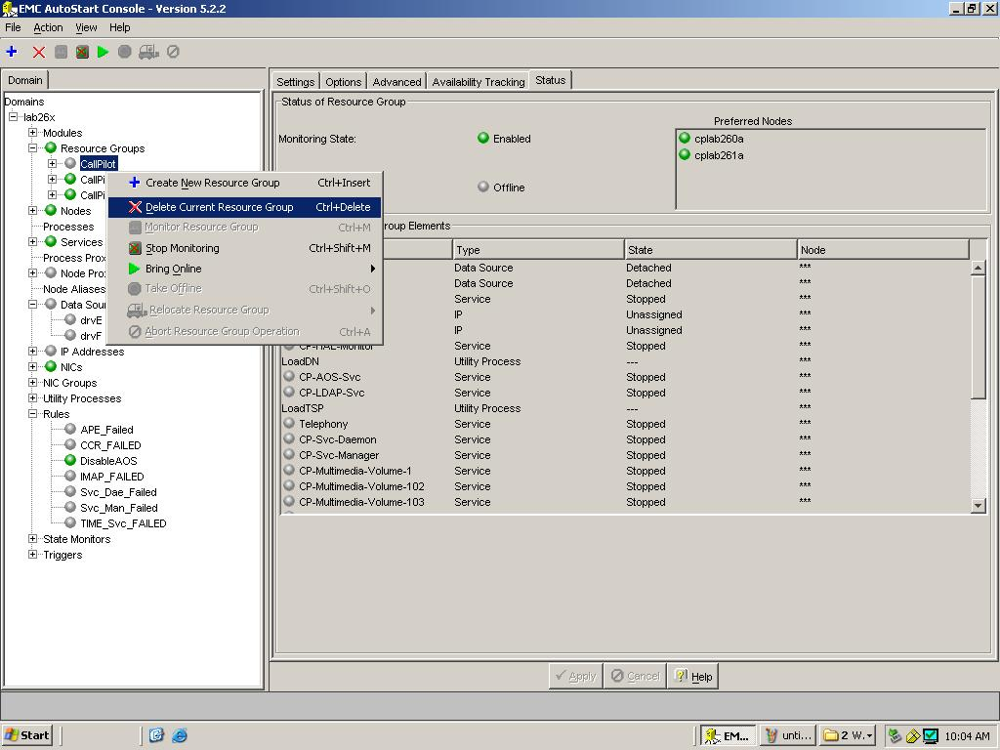 EMC AutoStart Console - Version 5.2.2
File Action View Help
Domain
Settings Options Advanced Availability Tracking Status
Domains
lab26x
Modules
Resource Groups
CallPilot
CallPi
CallPi
Nodes
Processes
Services
Process Prox
Node Pro
Node Aliases
Data Sour
drvE
drvF
IP Addresses
NICs
NIC Groups
Utility Processes
Rules
APE_Failed
CCR_FAILED
DisableAOS
IMAP_FAILED
Svc_Dae_Failed
Svc_Man_Failed
TIME_Svc_FAILED
State Monitors
Triggers
Create New Resource Group Ctrl+Insert
Delete Current Resource Group Ctrl+Delete
Monitor Resource Group Ctrl+M
Stop Monitoring Ctrl+Shift+M
Bring Online
Take Offline Ctrl+Shift+O
Relocate Resource Group
Abort Resource Group Operation Ctrl+A
Status of Resource Group
Monitoring State: Enabled
Offline
Preferred Nodes
cplab260a
cplab261a
roup Elements
Type State Node
Data Source Detached ***
Data Source Detached ***
Service Stopped ***
IP Unassigned ***
IP Unassigned ***
CP-HAL-Monitor Service Stopped ***
LoadDN Utility Process --- ***
CP-AOS-Svc Service Stopped ***
CP-LDAP-Svc Service Stopped ***
LoadTSP Utility Process --- ***
Telephony Service Stopped ***
CP-Svc-Daemon Service Stopped ***
CP-Svc-Manager Service Stopped ***
CP-Multimedia-Volume-1 Service Stopped ***
CP-Multimedia-Volume-102 Service Stopped ***
CP-Multimedia-Volume-103 Service Stopped ***
Apply Cancel Help
Start EM... unti... 2 W. 10:04 AM